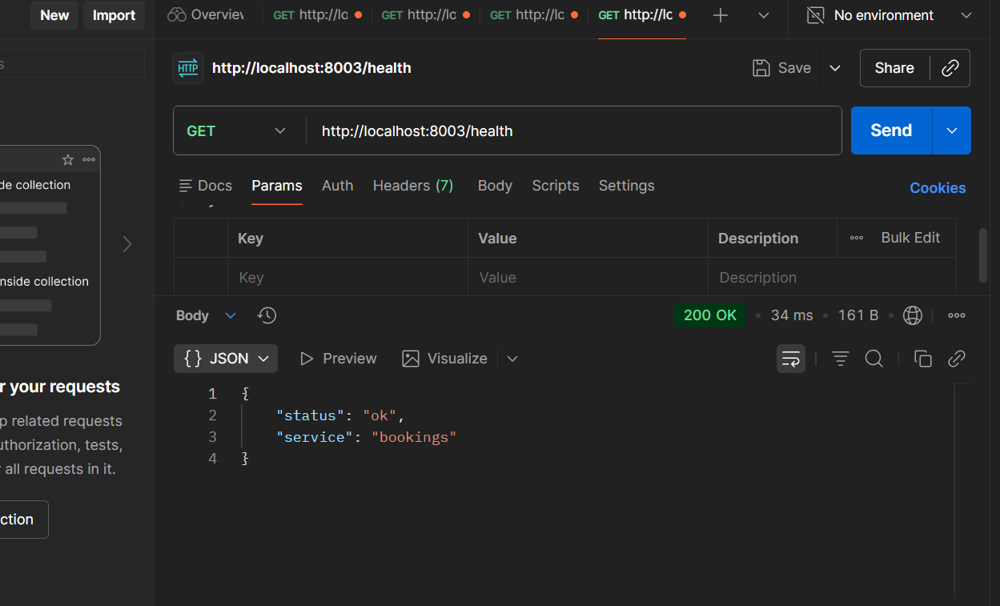 New Import Overview GET http://lc GET http://lc GET http://lc GET http://lc No environment
s
HTTP http://localhost:8003/health Save Share
GET http://localhost:8003/health Send
Docs Params Auth Headers (7) Body Scripts Settings Cookies
Key Value Description Bulk Edit
Key Value Description
de collection
nside collection
r your requests
p related requests
uthorization, tests,
r all requests in it.
ction
Body 200 OK 34 ms 161 B
{} JSON Preview Visualize
1 {
2 "status": "ok",
3 "service": "bookings"
4 }